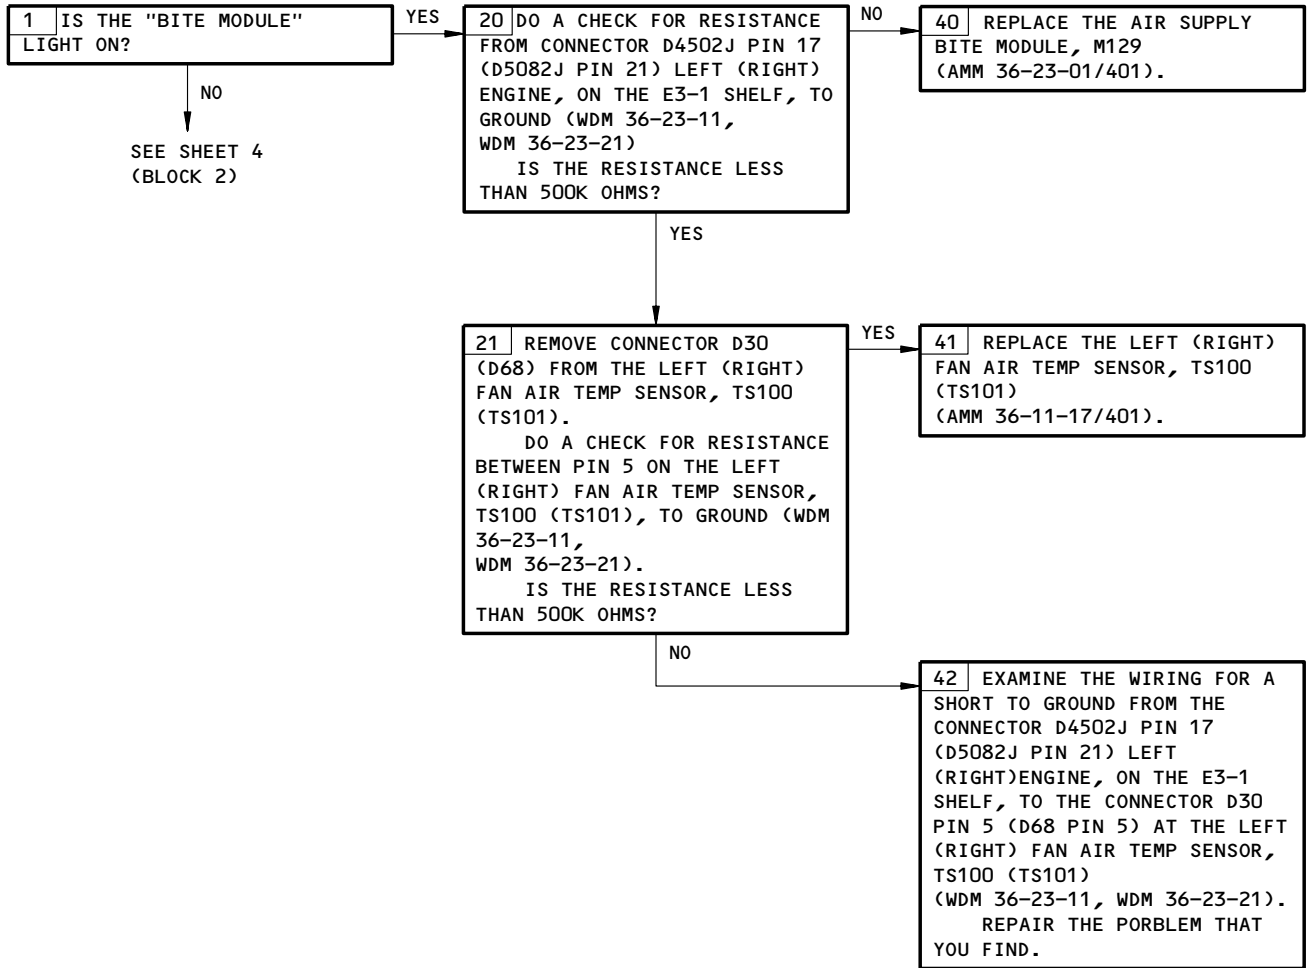 1 IS THE "BITE MODULE"
LIGHT ON?
YES
NO
SEE SHEET 4
(BLOCK 2)
20 DO A CHECK FOR RESISTANCE
FROM CONNECTOR D4502J PIN 17
(D5082J PIN 21) LEFT (RIGHT)
ENGINE, ON THE E3-1 SHELF, TO
GROUND (WDM 36-23-11,
WDM 36-23-21)
IS THE RESISTANCE LESS
THAN 500K OHMS?
NO
YES
40 REPLACE THE AIR SUPPLY
BITE MODULE, M129
(AMM 36-23-01/401).
21 REMOVE CONNECTOR D30
(D68) FROM THE LEFT (RIGHT)
FAN AIR TEMP SENSOR, TS100
(TS101).
DO A CHECK FOR RESISTANCE
BETWEEN PIN 5 ON THE LEFT
(RIGHT) FAN AIR TEMP SENSOR,
TS100 (TS101), TO GROUND (WDM
36-23-11,
WDM 36-23-21).
IS THE RESISTANCE LESS
THAN 500K OHMS?
YES
NO
41 REPLACE THE LEFT (RIGHT)
FAN AIR TEMP SENSOR, TS100
(TS101)
(AMM 36-11-17/401).
42 EXAMINE THE WIRING FOR A
SHORT TO GROUND FROM THE
CONNECTOR D4502J PIN 17
(D5082J PIN 21) LEFT
(RIGHT)ENGINE, ON THE E3-1
SHELF, TO THE CONNECTOR D30
PIN 5 (D68 PIN 5) AT THE LEFT
(RIGHT) FAN AIR TEMP SENSOR,
TS100 (TS101)
(WDM 36-23-11, WDM 36-23-21).
REPAIR THE PORBLEM THAT
YOU FIND.